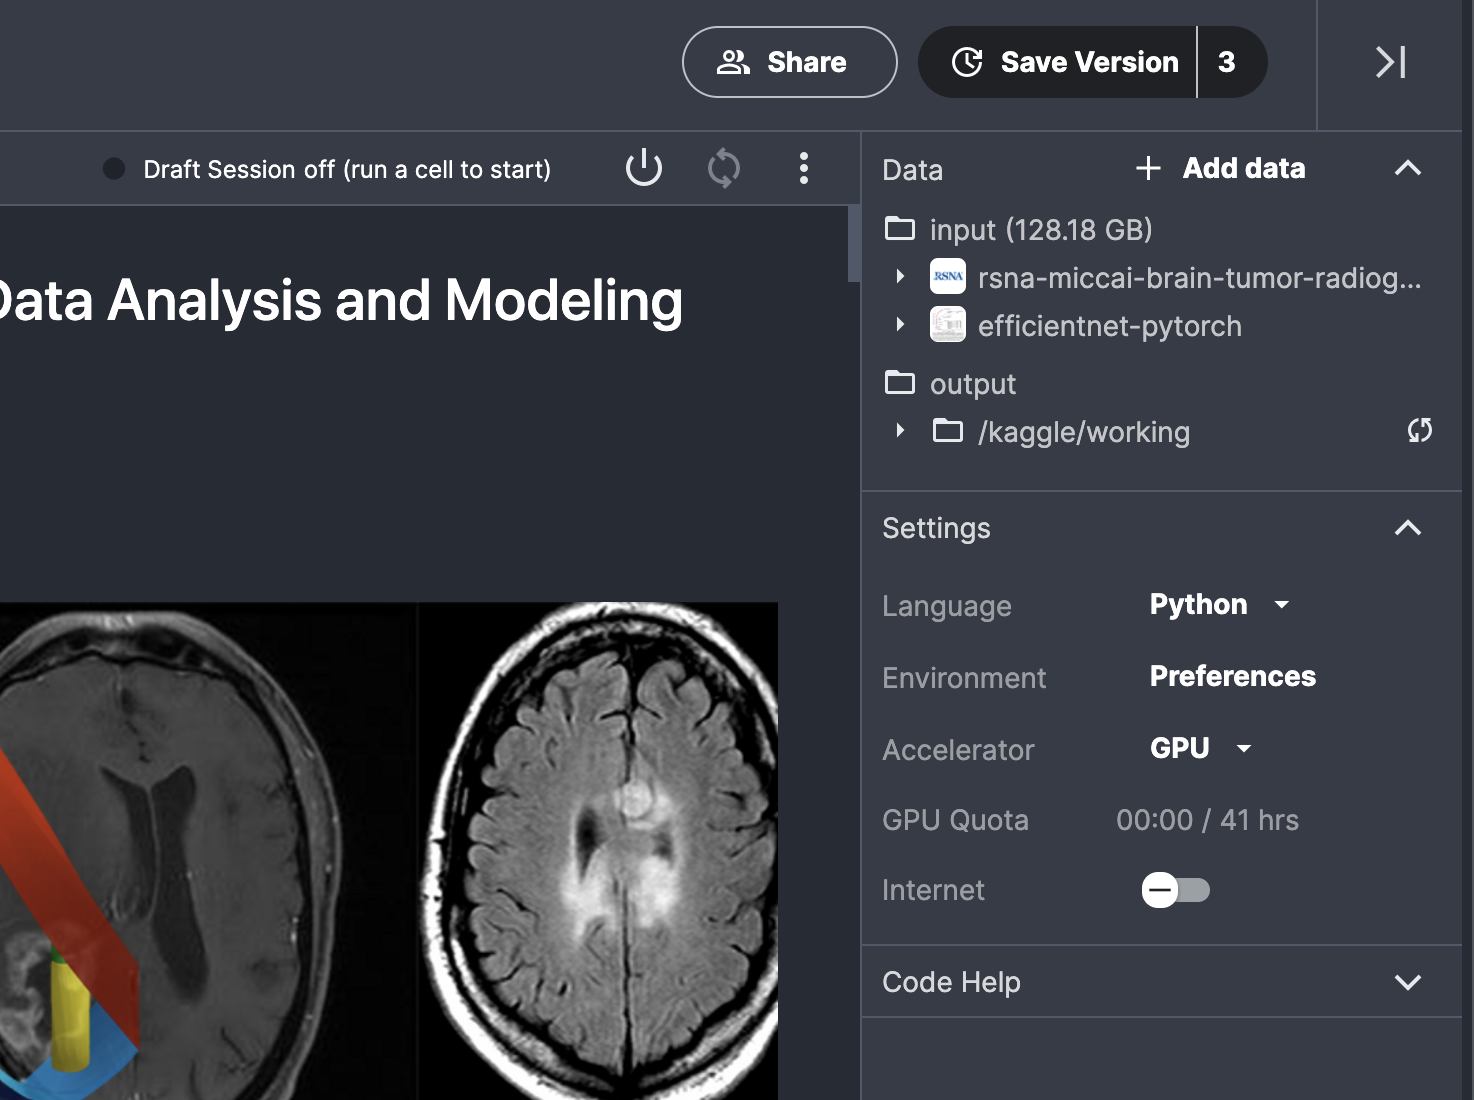 Share
Save Version
3
Draft Session off (run a cell to start)
Data Analysis and Modeling
Data
Add data
input (128.18 GB)
RSNA
rsna-miccai-brain-tumor-radiog...
efficientnet-pytorch
output
/kaggle/working
Settings
Language
Python
Environment
Preferences
Accelerator
GPU
GPU Quota
00:00 / 41 hrs
Internet
Code Help